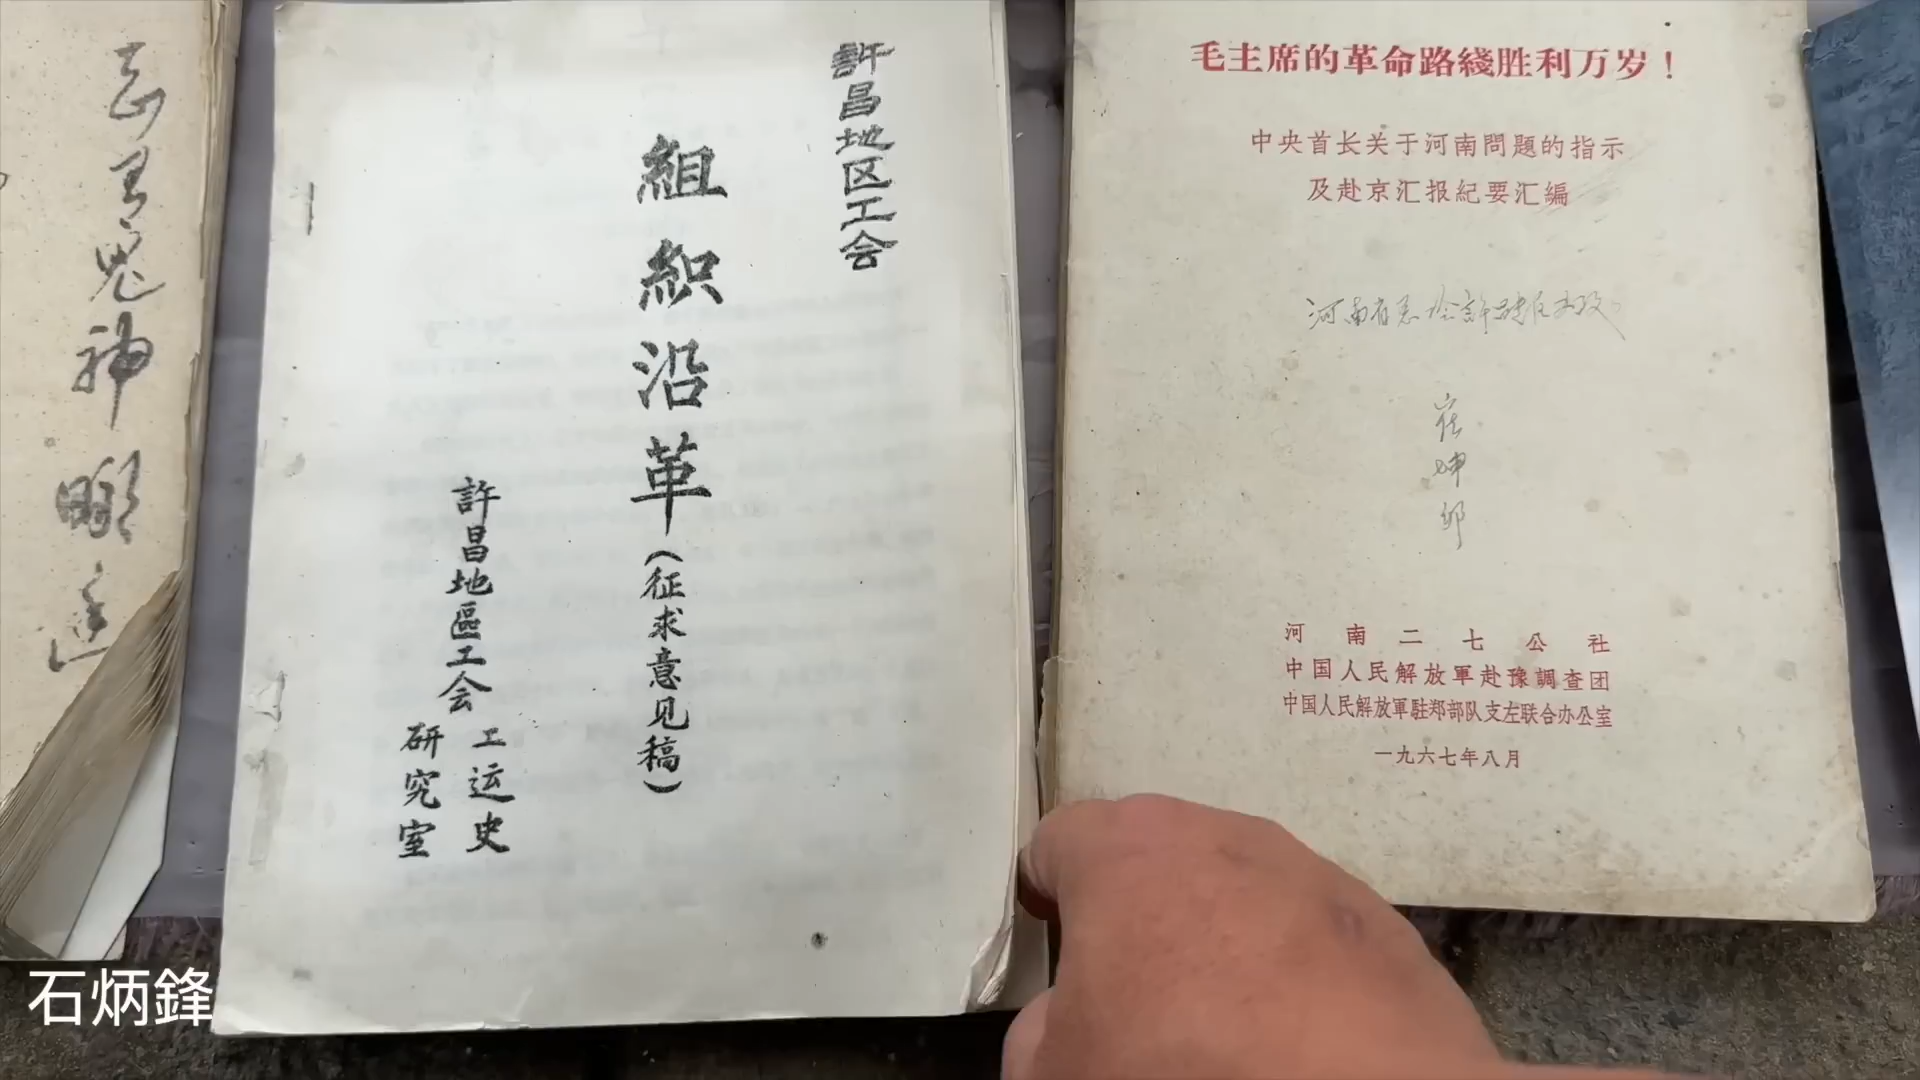 鬼神
許昌地区工会
組織沿革(征求意见稿)
許昌地區工会
工运史
研究室
毛主席的革命路綫胜利万岁！
中央首长关于河南問題的指示
及赴京汇报紀要汇編
河南二七公社
中国人民解放軍赴豫調查团
中国人民解放軍駐郑部队支左联合办公室
一九六七年八月
石炳鋒